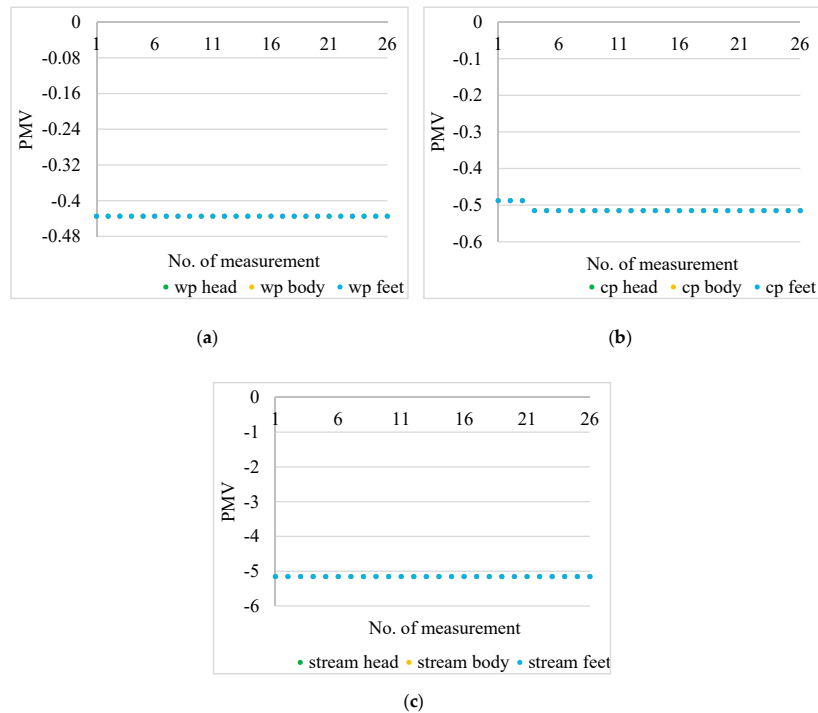 0
1 6 11 16 21 26
-0.08
-0.16
-0.24
-0.32
-0.4
-0.48
PMV
No. of measurement
wp head wp body wp feet
(a)
0
1 6 11 16 21 26
-0.1
-0.2
-0.3
-0.4
-0.5
-0.6
PMV
No. of measurement
cp head cp body cp feet
(b)
0
1 6 11 16 21 26
-1
-2
-3
-4
-5
-6
PMV
No. of measurement
stream head stream body stream feet
(c)